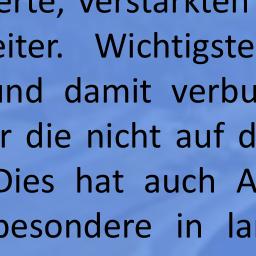 erte, verstärkten
eiter. Wichtigste
und damit verbu
r die nicht auf d
Dies hat auch A
besondere in la